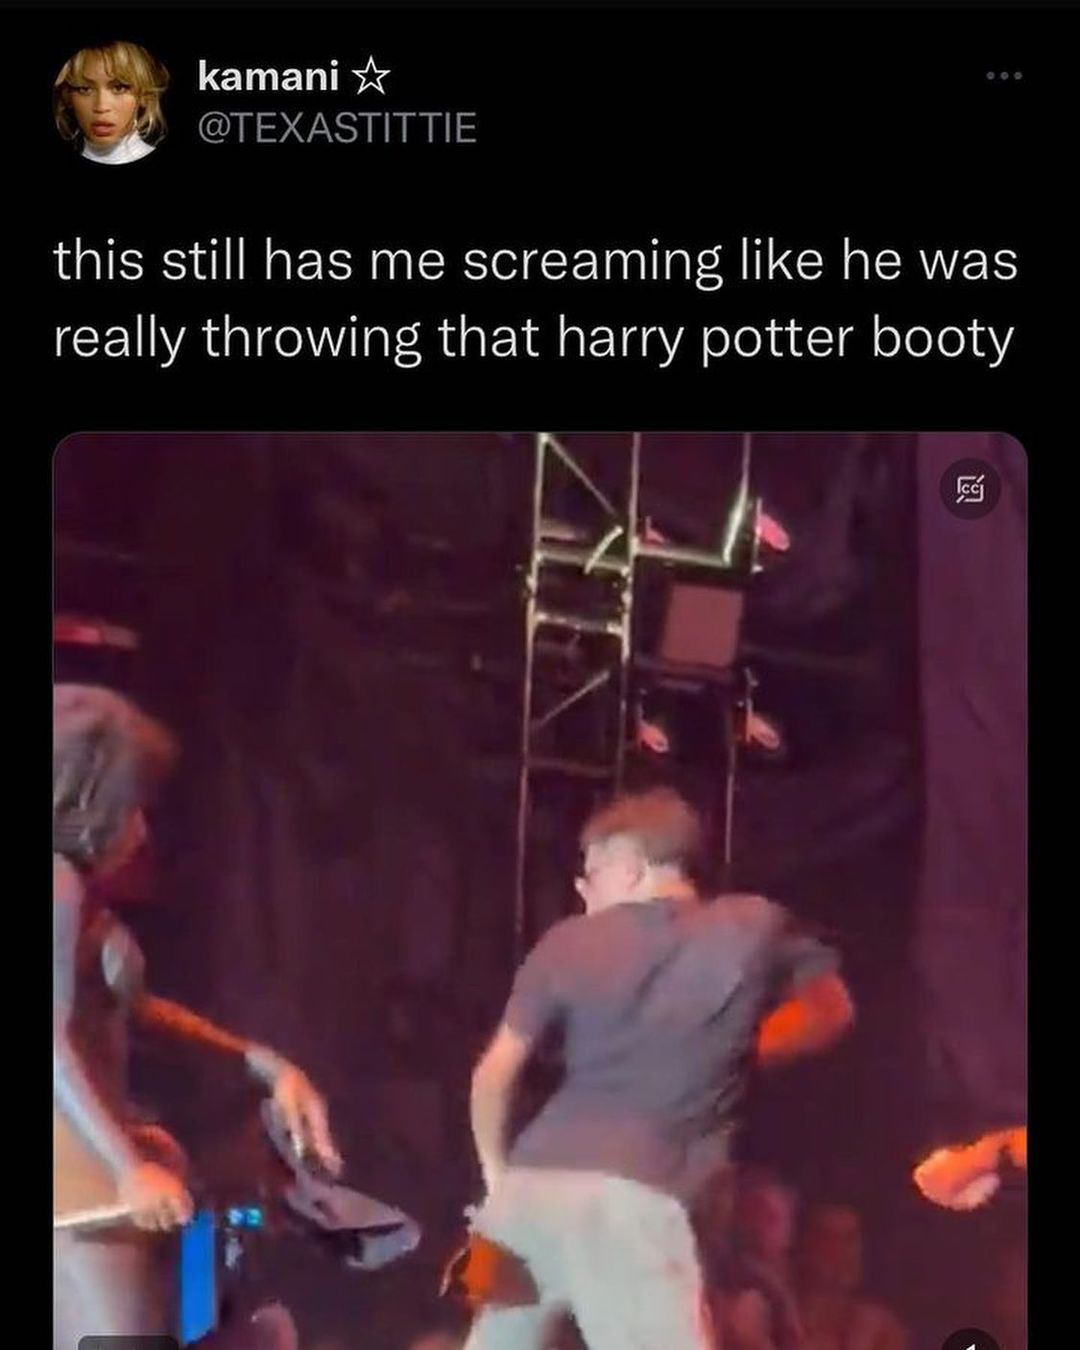 kamani ☆
@TEXASTITTIE
this still has me screaming like he was
really throwing that harry potter booty